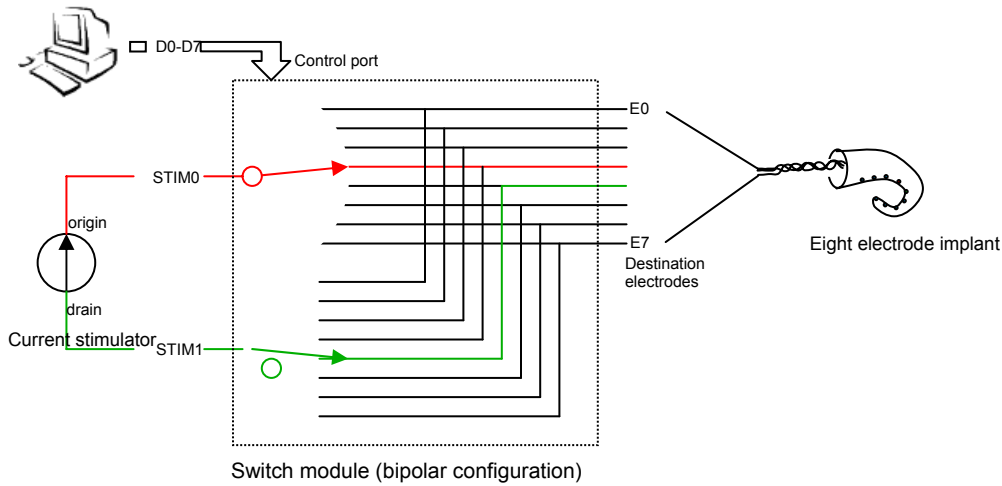 D0-D7
Control port
E0
STIM0
origin
E7
Eight electrode implant
Destination
electrodes
drain
Current stimulator
STIM1
Switch module (bipolar configuration)